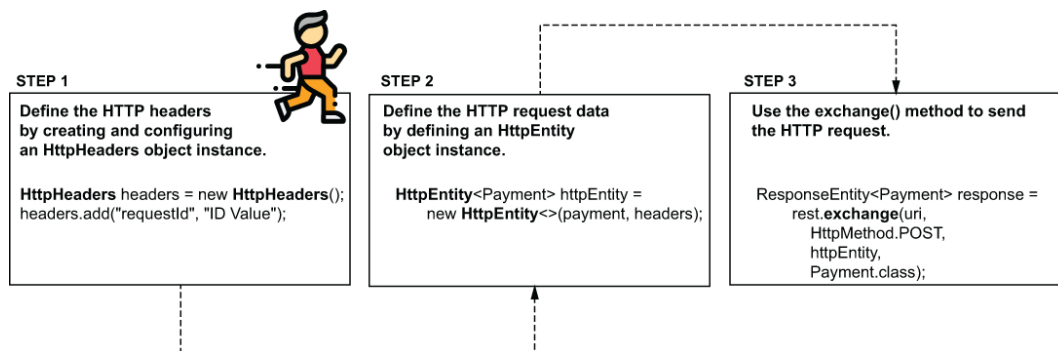 STEP 1
Define the HTTP headers
by creating and configuring
an HttpHeaders object instance.
HttpHeaders headers = new HttpHeaders();
headers.add("requestId", "ID Value");
STEP 2
Define the HTTP request data
by defining an HttpEntity
object instance.
HttpEntity<Payment> httpEntity =
new HttpEntity<>(payment, headers);
STEP 3
Use the exchange() method to send
the HTTP request.
ResponseEntity<Payment> response =
rest.exchange(uri,
HttpMethod.POST,
httpEntity,
Payment.class);